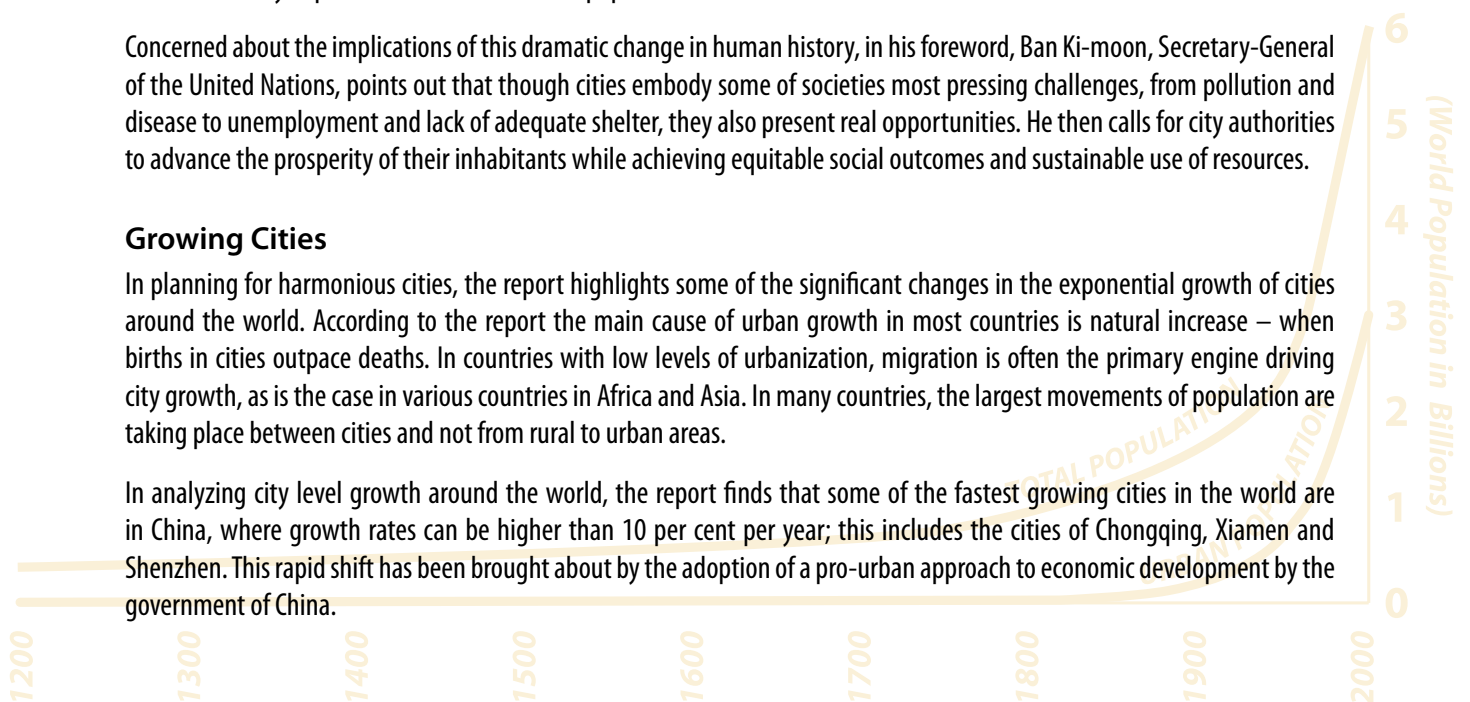 Concerned about the implications of this dramatic change in human history, in his foreword, Ban Ki-moon, Secretary-General
of the United Nations, points out that though cities embody some of societies most pressing challenges, from pollution and
disease to unemployment and lack of adequate shelter, they also present real opportunities. He then calls for city authorities
to advance the prosperity of their inhabitants while achieving equitable social outcomes and sustainable use of resources.
Growing Cities
In planning for harmonious cities, the report highlights some of the significant changes in the exponential growth of cities
around the world. According to the report the main cause of urban growth in most countries is natural increase – when
births in cities outpace deaths. In countries with low levels of urbanization, migration is often the primary engine driving
city growth, as is the case in various countries in Africa and Asia. In many countries, the largest movements of population are
taking place between cities and not from rural to urban areas.
In analyzing city level growth around the world, the report finds that some of the fastest growing cities in the world are
in China, where growth rates can be higher than 10 per cent per year; this includes the cities of Chongqing, Xiamen and
Shenzhen. This rapid shift has been brought about by the adoption of a pro-urban approach to economic development by the
government of China.
TOTAL POPULATION
URBAN POPULATION
6
5
4
3
2
1
0
(World Population in Billions)
1200
1300
1400
1500
1600
1700
1800
1900
2000